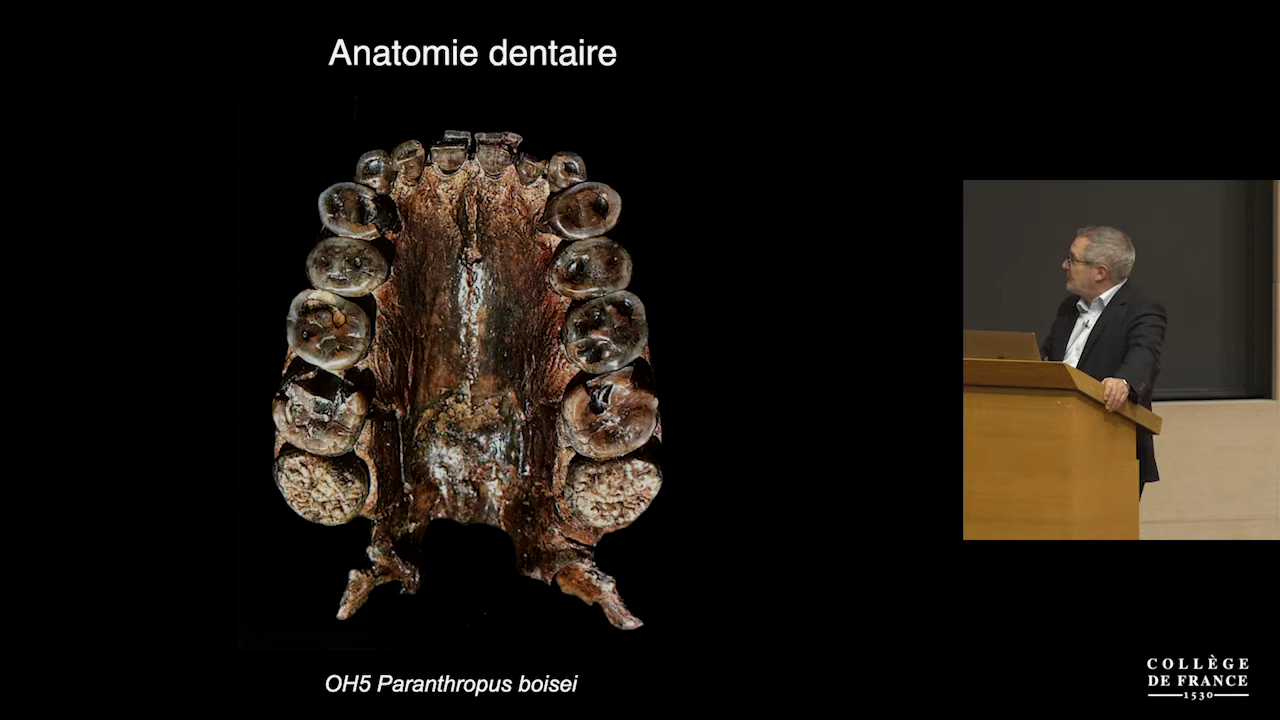 Anatomie dentaire
OH5 Paranthropus boisei
COLLÈGE
DE FRANCE
1530